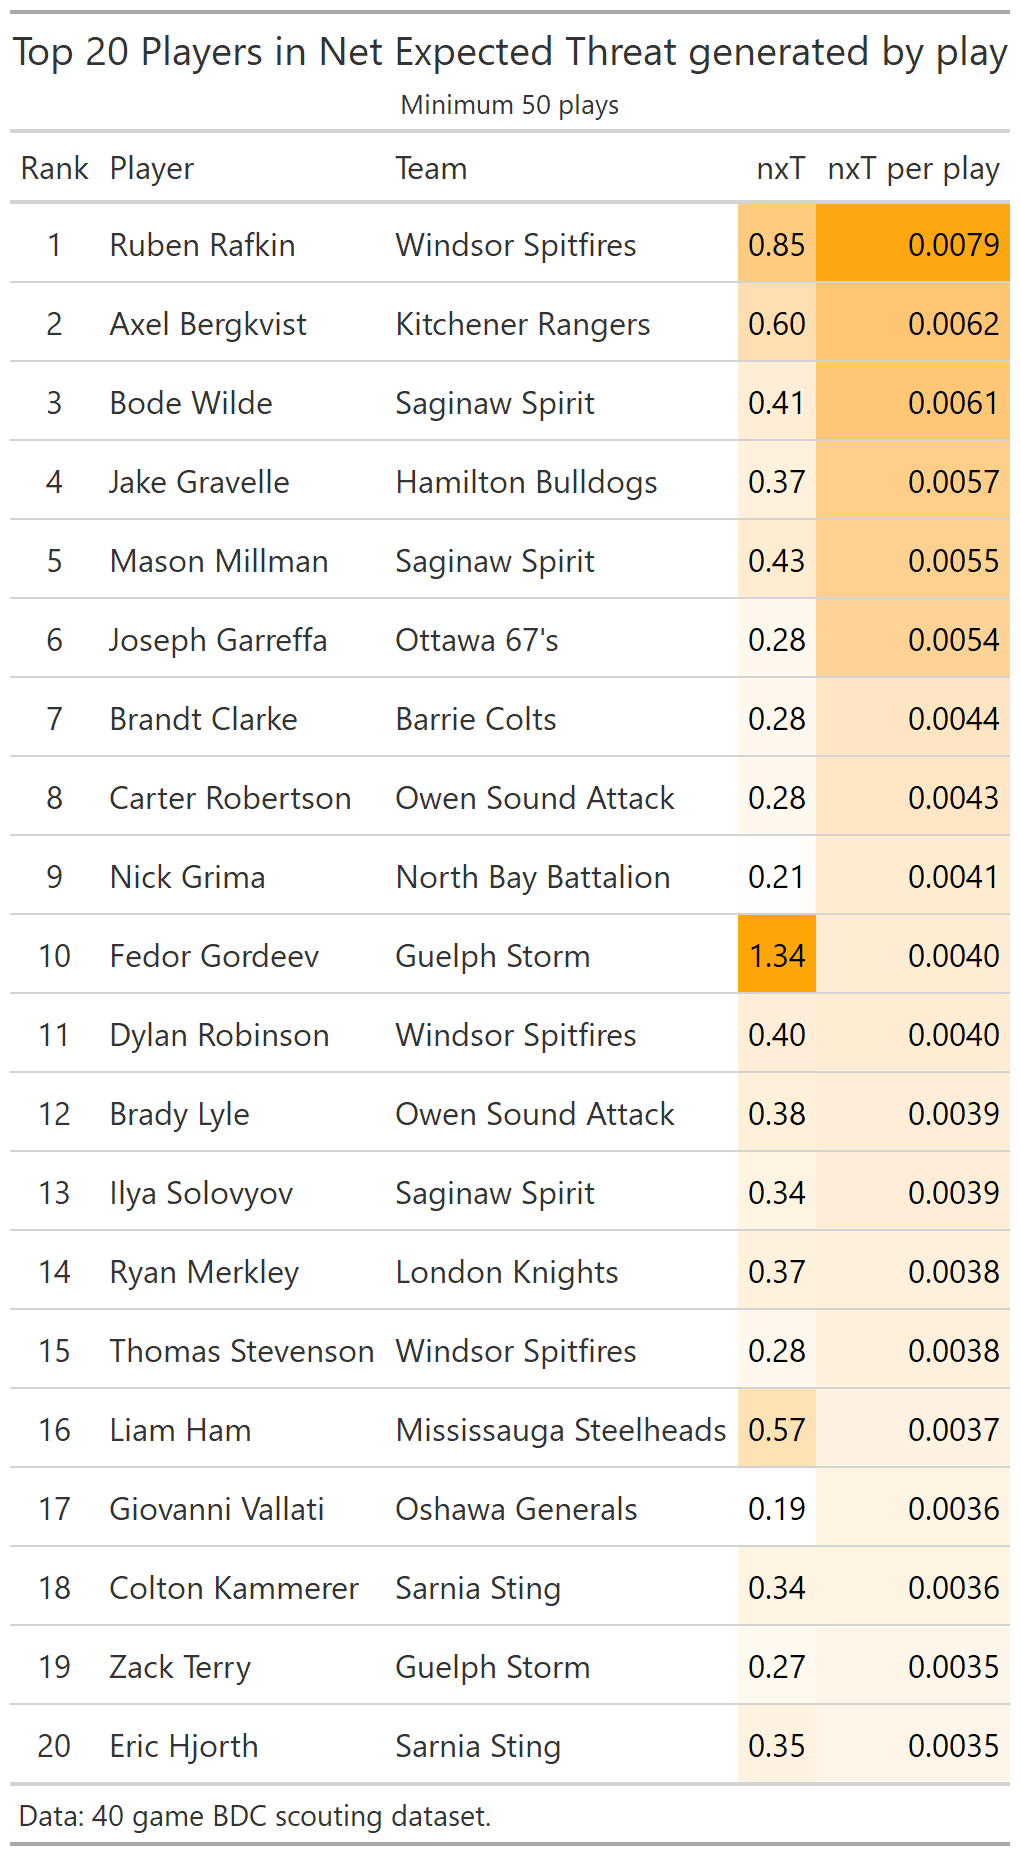 Top 20 Players in Net Expected Threat generated by play
Minimum 50 plays
Rank Player Team nxT nxT per play
1 Ruben Rafkin Windsor Spitfires 0.85 0.0079
2 Axel Bergkvist Kitchener Rangers 0.60 0.0062
3 Bode Wilde Saginaw Spirit 0.41 0.0061
4 Jake Gravelle Hamilton Bulldogs 0.37 0.0057
5 Mason Millman Saginaw Spirit 0.43 0.0055
6 Joseph Garreffa Ottawa 67's 0.28 0.0054
7 Brandt Clarke Barrie Colts 0.28 0.0044
8 Carter Robertson Owen Sound Attack 0.28 0.0043
9 Nick Grima North Bay Battalion 0.21 0.0041
10 Fedor Gordeev Guelph Storm 1.34 0.0040
11 Dylan Robinson Windsor Spitfires 0.40 0.0040
12 Brady Lyle Owen Sound Attack 0.38 0.0039
13 Ilya Solovyov Saginaw Spirit 0.34 0.0039
14 Ryan Merkley London Knights 0.37 0.0038
15 Thomas Stevenson Windsor Spitfires 0.28 0.0038
16 Liam Ham Mississauga Steelheads 0.57 0.0037
17 Giovanni Vallati Oshawa Generals 0.19 0.0036
18 Colton Kammerer Sarnia Sting 0.34 0.0036
19 Zack Terry Guelph Storm 0.27 0.0035
20 Eric Hjorth Sarnia Sting 0.35 0.0035
Data: 40 game BDC scouting dataset.